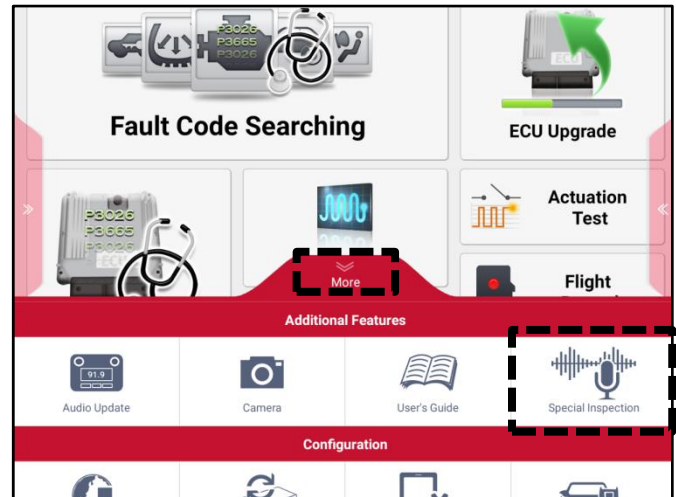 P3026
P3665
P3026
Fault Code Searching
ECU
ECU Upgrade
P3026
P3665
P3026
ECU
Actuation
Test
More
Flight
Additional Features
91.9
Audio Update
Camera
User's Guide
Special Inspection
Configuration